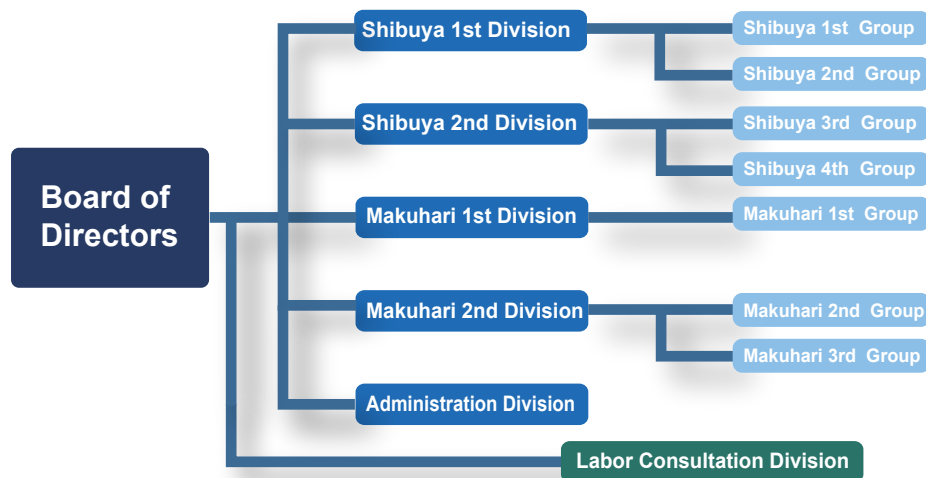 Board of
Directors
Shibuya 1st Division
Shibuya 1st Group
Shibuya 2nd Group
Shibuya 2nd Division
Shibuya 3rd Group
Shibuya 4th Group
Makuhari 1st Division
Makuhari 1st Group
Makuhari 2nd Division
Makuhari 2nd Group
Makuhari 3rd Group
Administration Division
Labor Consultation Division